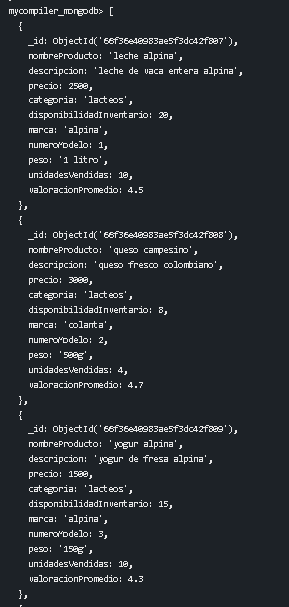 mycompiler_mongodb> [
  {
    _id: ObjectId('66f36e40983ae5f3dc42f807'),
    nombreProducto: 'leche alpina',
    descripcion: 'leche de vaca entera alpina',
    precio: 2500,
    categoria: 'lacteos',
    disponibilidadInventario: 20,
    marca: 'alpina',
    numeroModelo: 1,
    peso: '1 litro',
    unidadesVendidas: 10,
    valoracionPromedio: 4.5
  },
  {
    _id: ObjectId('66f36e40983ae5f3dc42f808'),
    nombreProducto: 'queso campesino',
    descripcion: 'queso fresco colombiano',
    precio: 3000,
    categoria: 'lacteos',
    disponibilidadInventario: 8,
    marca: 'colanta',
    numeroModelo: 2,
    peso: '500g',
    unidadesVendidas: 4,
    valoracionPromedio: 4.7
  },
  {
    _id: ObjectId('66f36e40983ae5f3dc42f809'),
    nombreProducto: 'yogur alpina',
    descripcion: 'yogur de fresa alpina',
    precio: 1500,
    categoria: 'lacteos',
    disponibilidadInventario: 15,
    marca: 'alpina',
    numeroModelo: 3,
    peso: '150g',
    unidadesVendidas: 10,
    valoracionPromedio: 4.3
  },